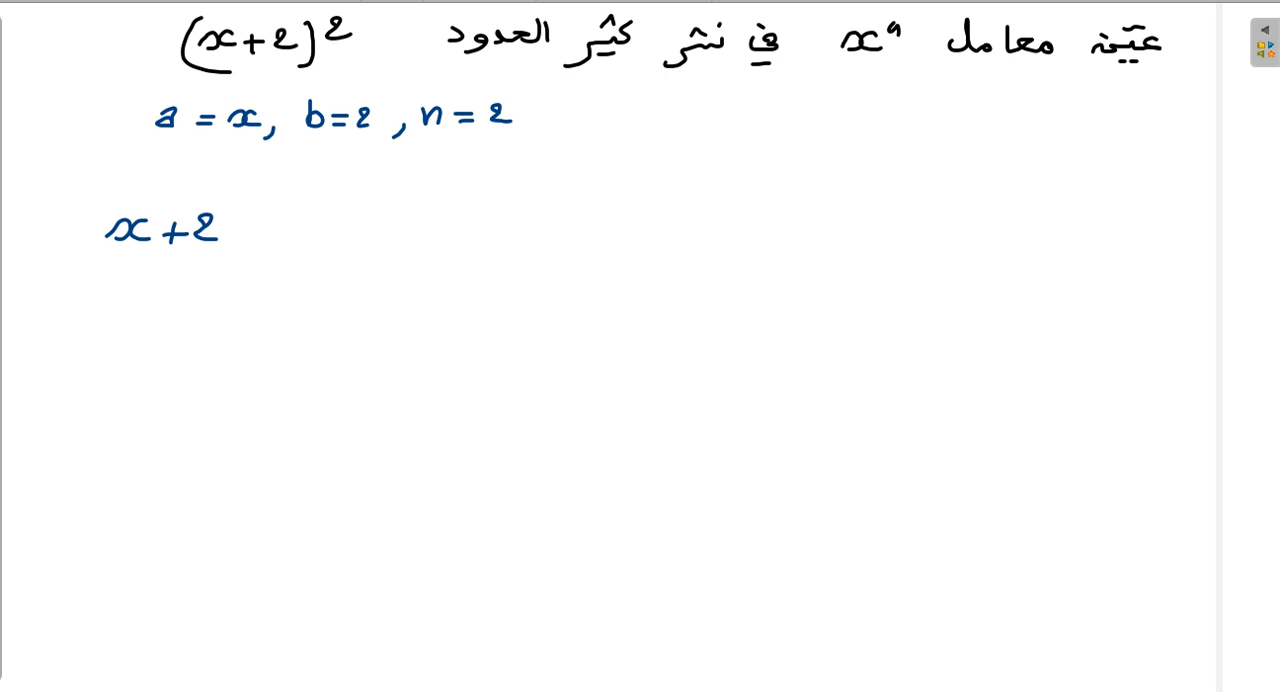 عيّن معامل x⁹ في نشر كثير الحدود (x+2)²
a = x, b=2, n = 2
x+2